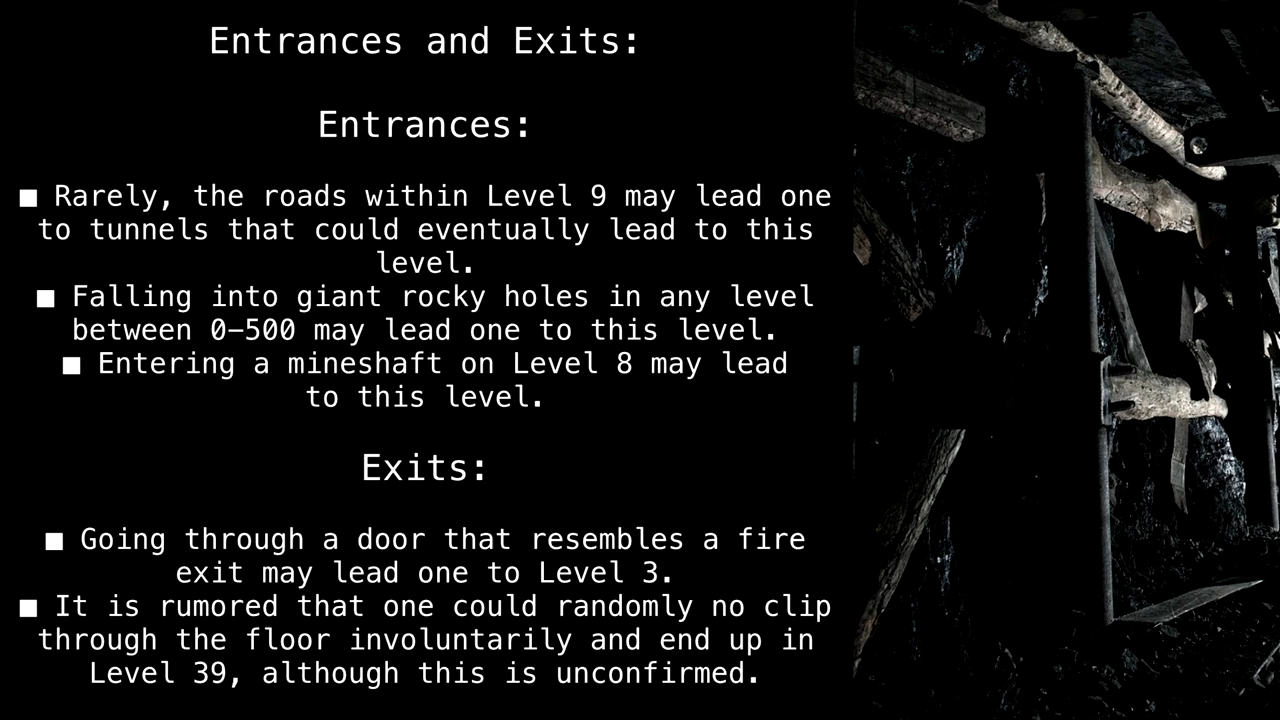 Entrances and Exits:
Entrances:
■ Rarely, the roads within Level 9 may lead one
to tunnels that could eventually lead to this
level.
■ Falling into giant rocky holes in any level
between 0–500 may lead one to this level.
■ Entering a mineshaft on Level 8 may lead
to this level.
Exits:
■ Going through a door that resembles a fire
exit may lead one to Level 3.
■ It is rumored that one could randomly no clip
through the floor involuntarily and end up in
Level 39, although this is unconfirmed.